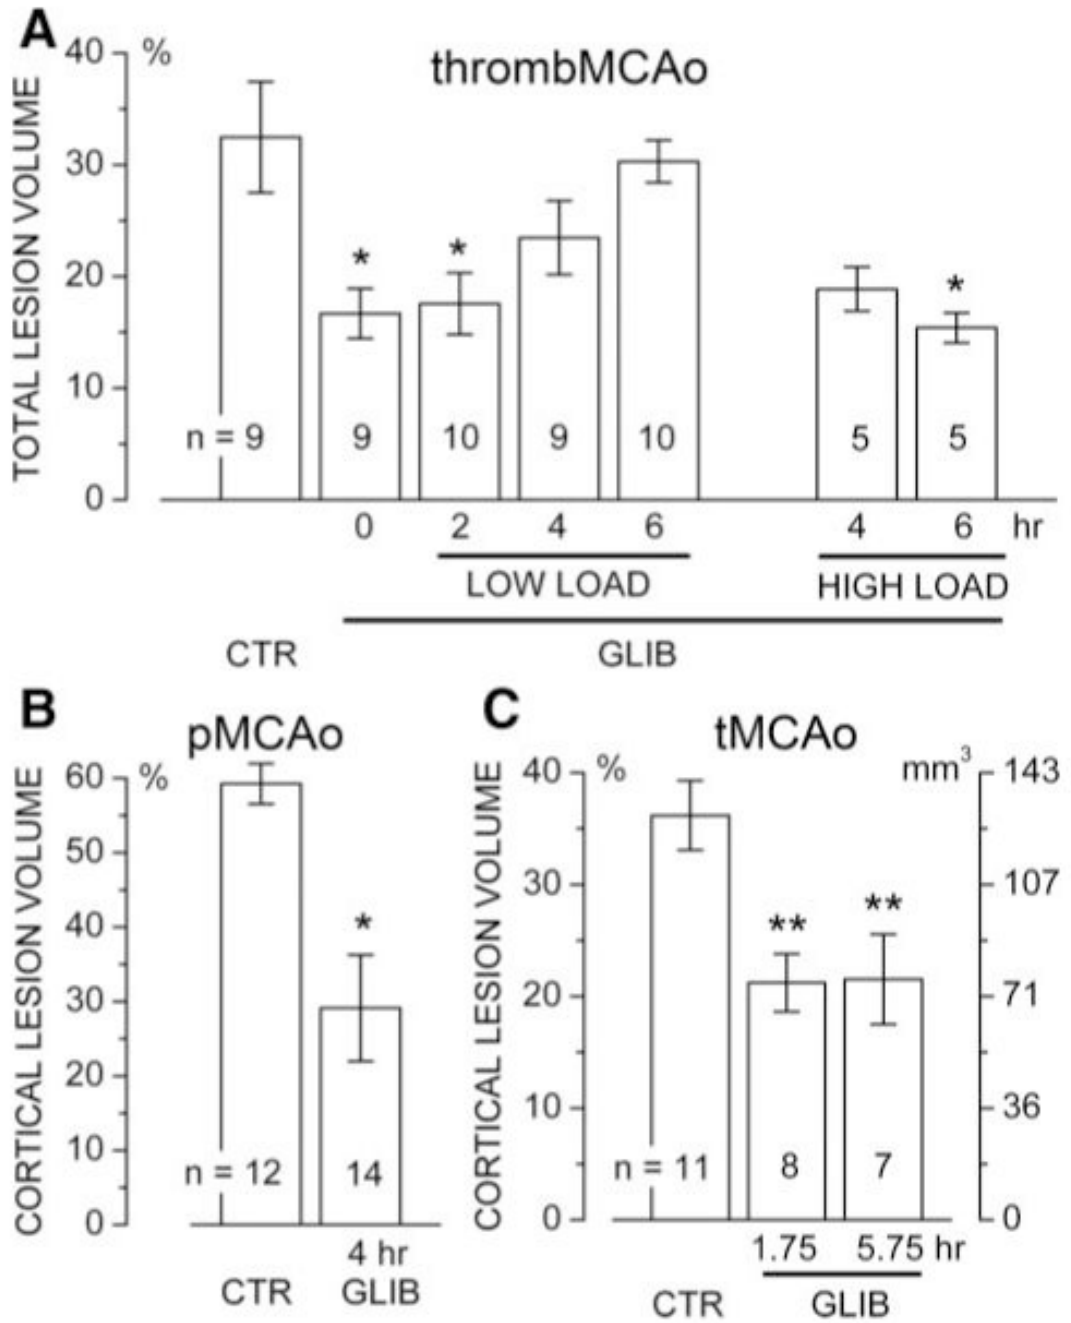 A
thrombMCAo
%
TOTAL LESION VOLUME
40
30
20
10
0
* * *
n = 9 9 10 9 10 5 5
0 2 4 6 4 6 hr
LOW LOAD HIGH LOAD
CTR GLIB
B
pMCAo
%
CORTICAL LESION VOLUME
60
50
40
30
20
10
0
*
n = 12 14
4 hr
CTR GLIB
C
tMCAo
%
CORTICAL LESION VOLUME
40
30
20
10
0
mm³
143
107
71
36
0
** **
n = 11 8 7
1.75 5.75 hr
CTR GLIB